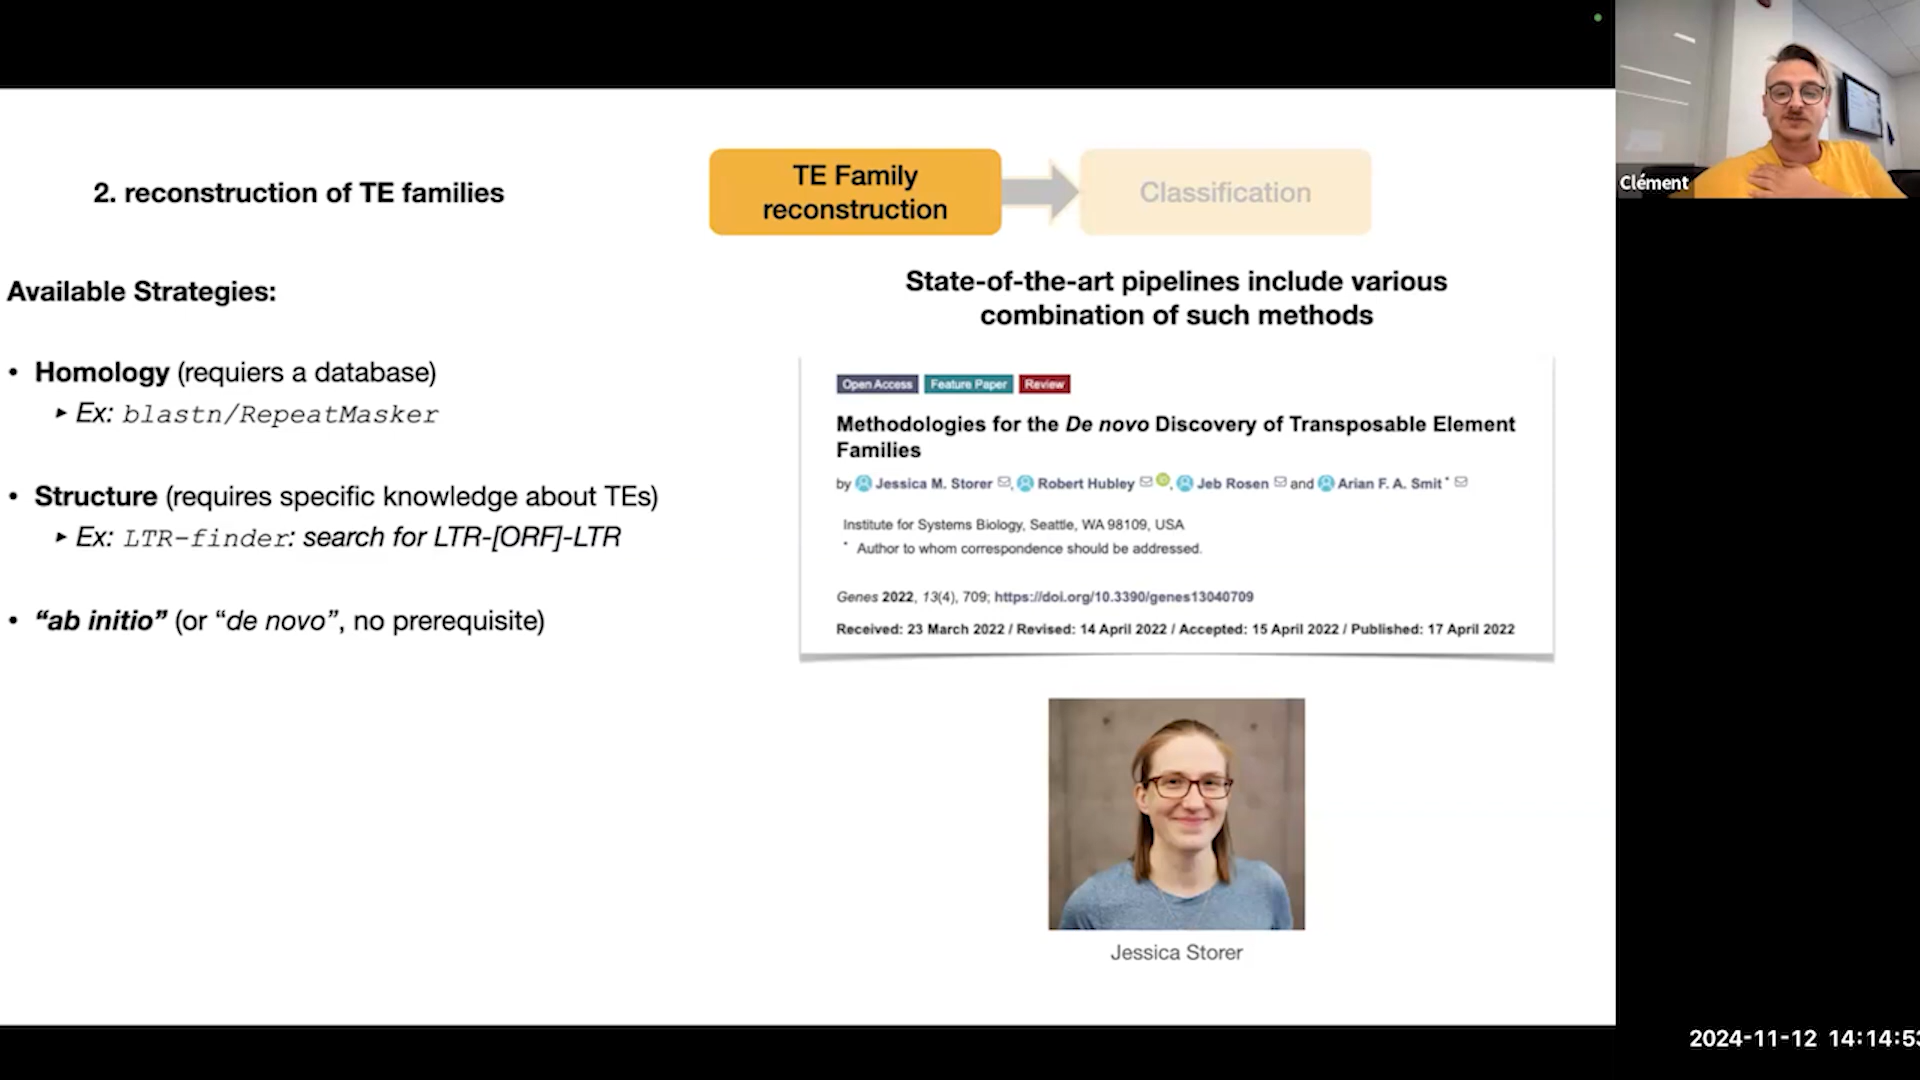 2. reconstruction of TE families
TE Family
reconstruction
Classification
Available Strategies:
• Homology (requiers a database)
▸ Ex: blastn/RepeatMasker
• Structure (requires specific knowledge about TEs)
▸ Ex: LTR-finder: search for LTR-[ORF]-LTR
• “ab initio” (or “de novo”, no prerequisite)
State-of-the-art pipelines include various
combination of such methods
Open Access Feature Paper Review
Methodologies for the De novo Discovery of Transposable Element
Families
by Jessica M. Storer, Robert Hubley, Jeb Rosen and Arian F. A. Smit *
Institute for Systems Biology, Seattle, WA 98109, USA
* Author to whom correspondence should be addressed.
Genes 2022, 13(4), 709; https://doi.org/10.3390/genes13040709
Received: 23 March 2022 / Revised: 14 April 2022 / Accepted: 15 April 2022 / Published: 17 April 2022
Jessica Storer
Clément
2024-11-12 14:14:53